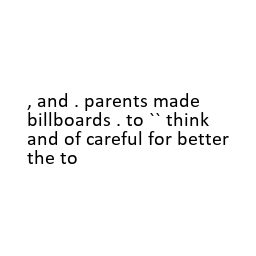 , and . parents made
billboards . to `` think
and of careful for better
the to